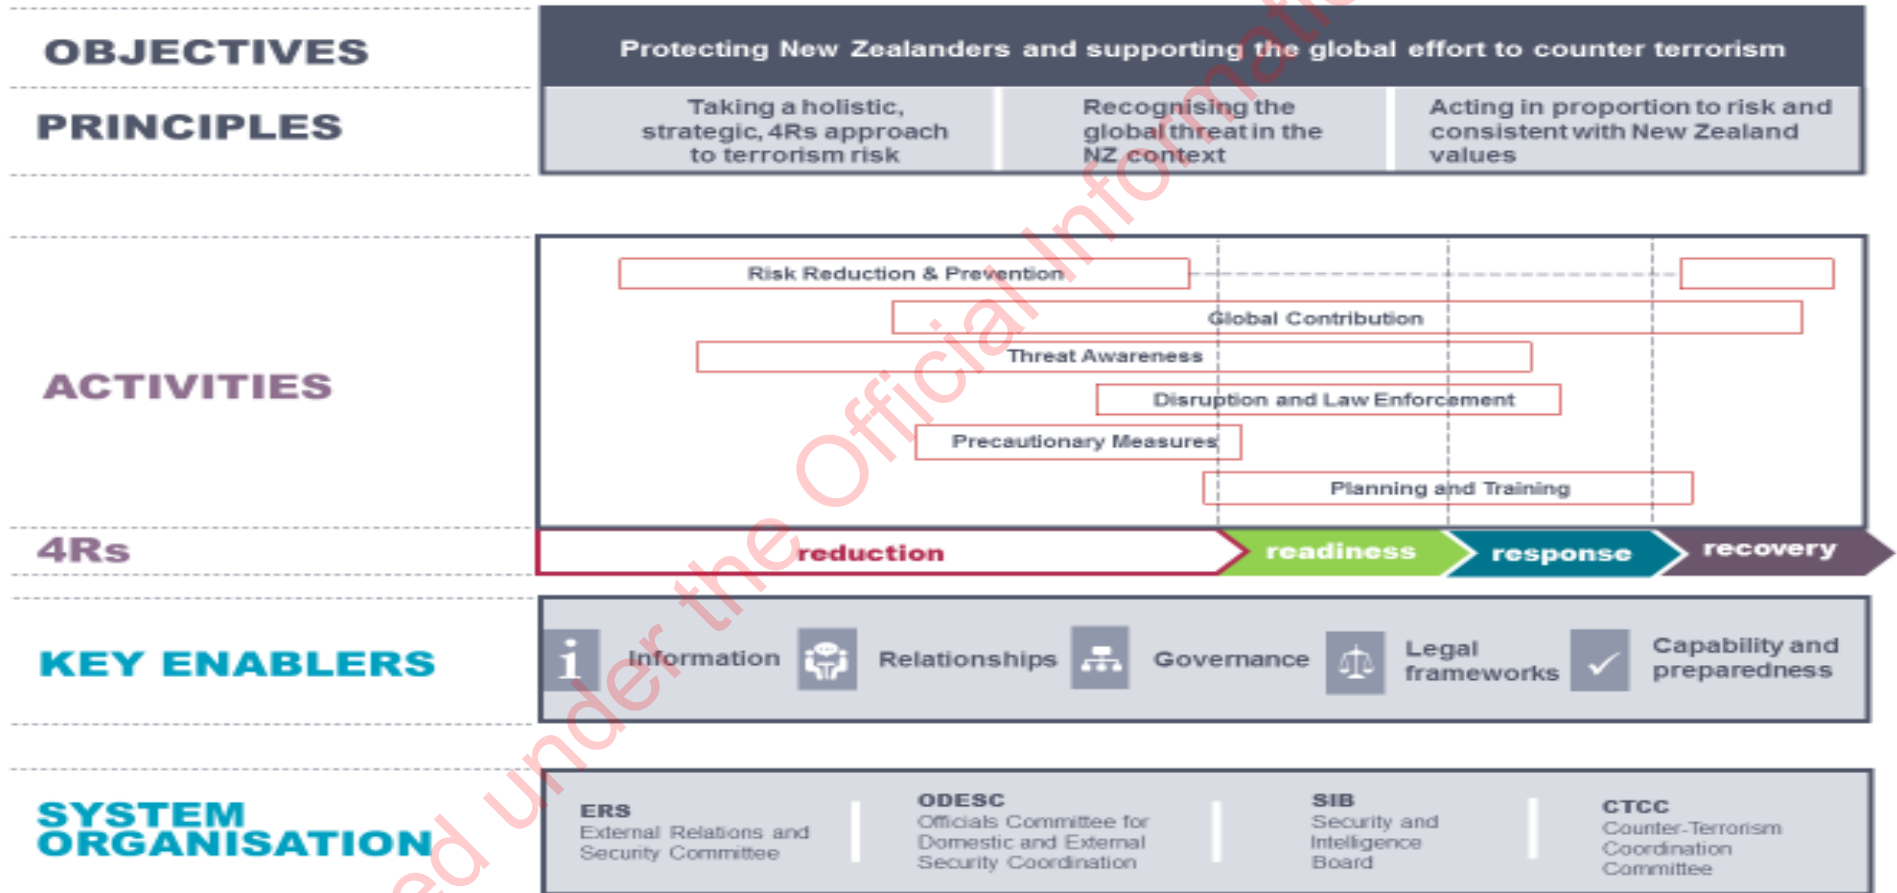 OBJECTIVES
Protecting New Zealanders and supporting the global effort to counter terrorism
PRINCIPLES
Taking a holistic,
strategic, 4Rs approach
to terrorism risk
Recognising the
global threat in the
NZ context
Acting in proportion to risk and
consistent with New Zealand
values
ACTIVITIES
Risk Reduction & Prevention
Global Contribution
Threat Awareness
Disruption and Law Enforcement
Precautionary Measures
Planning and Training
4Rs
reduction
readiness
response
recovery
KEY ENABLERS
i
Information
Relationships
Governance
Legal
frameworks
Capability and
preparedness
SYSTEM
ORGANISATION
ERS
External Relations and
Security Committee
ODESC
Officials Committee for
Domestic and External
Security Coordination
SIB
Security and
Intelligence
Board
CTCC
Counter-Terrorism
Coordination
Committee
ed under the Official Informatio